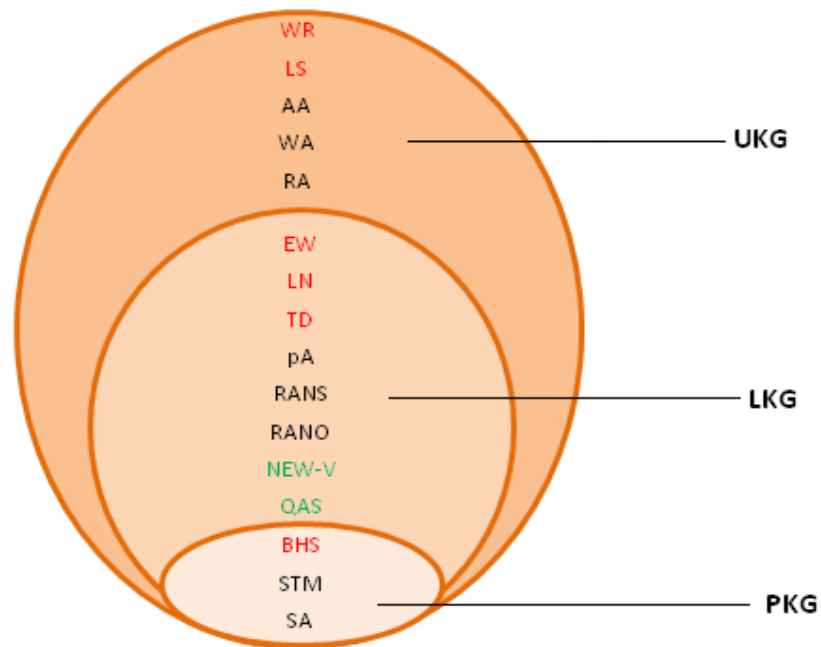 WR
LS
AA
WA
UKG
RA
EW
LN
TD
pA
RANS
LKG
RANO
NEW-V
QAS
BHS
STM
PKG
SA